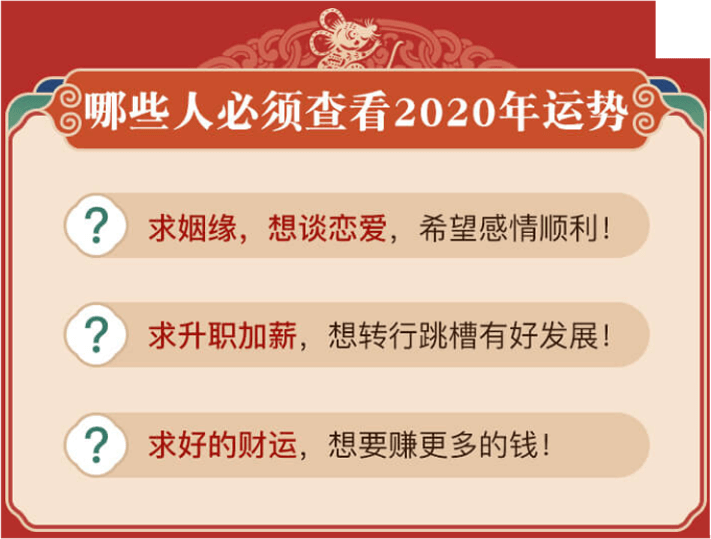 哪些人必须查看2020年运势
? 求姻缘，想谈恋爱，希望感情顺利！
? 求升职加薪，想转行跳槽有好发展！
? 求好的财运，想要赚更多的钱！